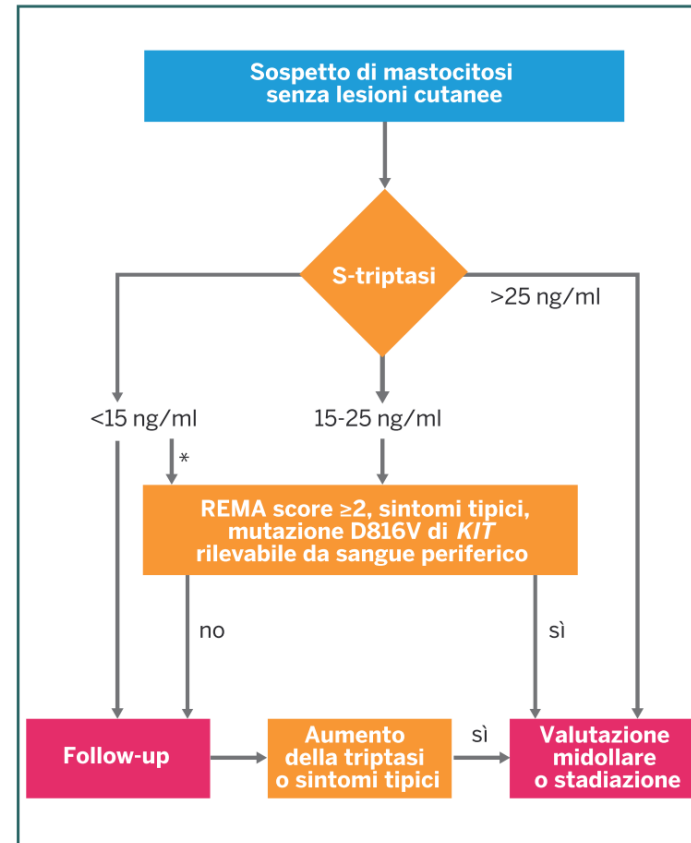 Sospetto di mastocitosi
senza lesioni cutanee
S-triptasi
>25 ng/ml
<15 ng/ml
15-25 ng/ml
*
REMA score ≥2, sintomi tipici,
mutazione D816V di KIT
rilevabile da sangue periferico
no
sì
Follow-up
Aumento
della triptasi
o sintomi tipici
sì
Valutazione
midollare
o stadiazione